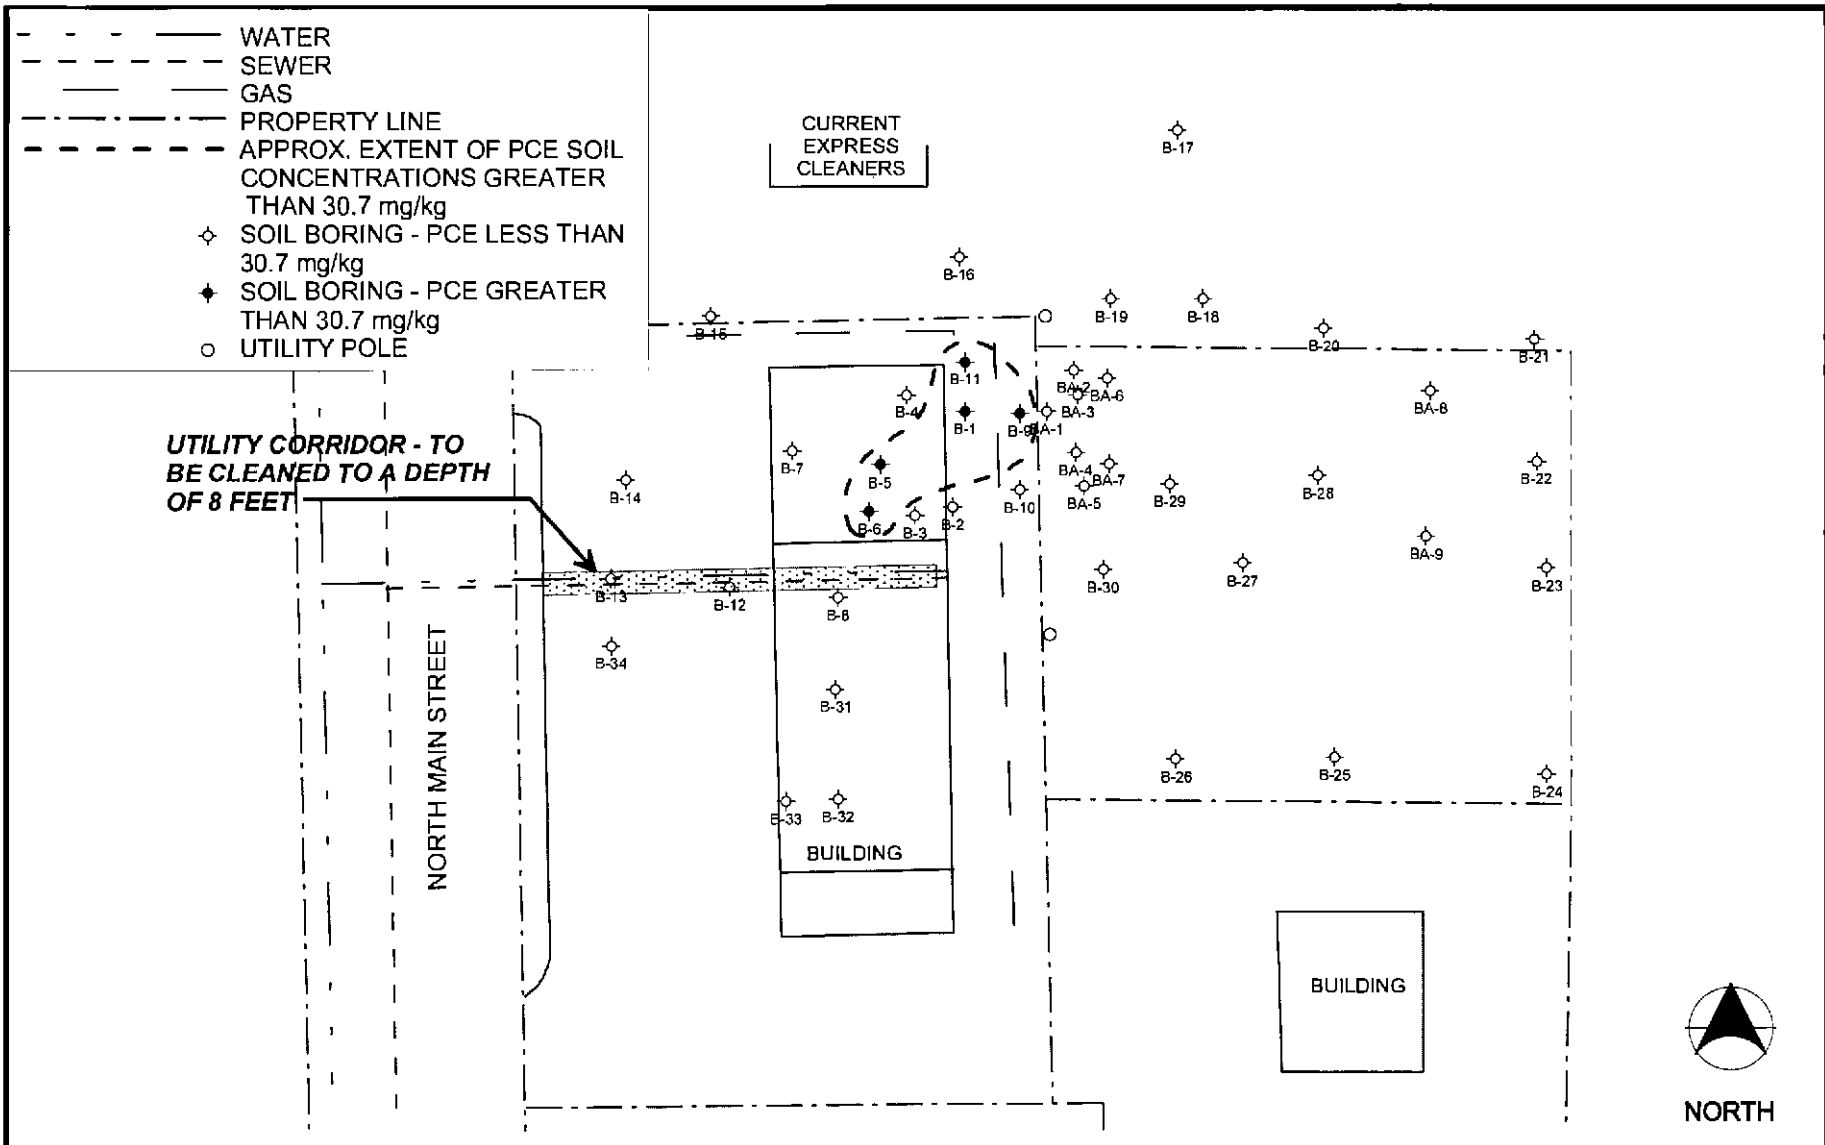 WATER
SEWER
GAS
PROPERTY LINE
APPROX. EXTENT OF PCE SOIL
CONCENTRATIONS GREATER
THAN 30.7 mg/kg
SOIL BORING - PCE LESS THAN
30.7 mg/kg
SOIL BORING - PCE GREATER
THAN 30.7 mg/kg
UTILITY POLE
CURRENT
EXPRESS
CLEANERS
B-17
B-16
B-15
B-19
B-18
B-20
B-21
B-11
BA-2
BA-6
BA-8
B-4
BA-3
B-1
B-9
BA-1
UTILITY CORRIDOR - TO
BE CLEANED TO A DEPTH
OF 8 FEET
B-7
B-5
BA-4
BA-7
B-22
B-14
B-10
BA-5
B-29
B-28
B-6
B-3
B-2
BA-9
B-13
B-12
B-8
B-30
B-27
B-23
B-34
NORTH MAIN STREET
B-31
B-26
B-25
B-24
B-33
B-32
BUILDING
BUILDING
NORTH